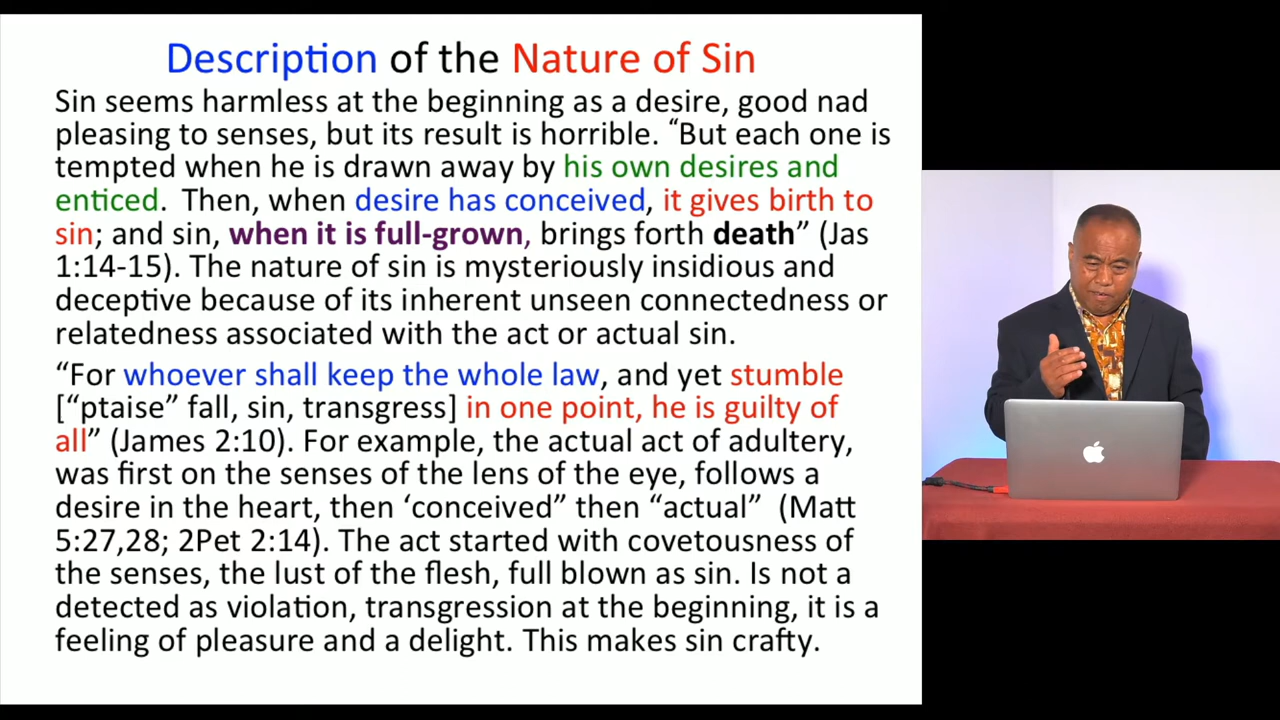 Description of the Nature of Sin
Sin seems harmless at the beginning as a desire, good nad
pleasing to senses, but its result is horrible. “But each one is
tempted when he is drawn away by his own desires and
enticed.  Then, when desire has conceived, it gives birth to
sin; and sin, when it is full-grown, brings forth death” (Jas
1:14-15). The nature of sin is mysteriously insidious and
deceptive because of its inherent unseen connectedness or
relatedness associated with the act or actual sin.
“For whoever shall keep the whole law, and yet stumble
[“ptaise” fall, sin, transgress] in one point, he is guilty of
all” (James 2:10). For example, the actual act of adultery,
was first on the senses of the lens of the eye, follows a
desire in the heart, then ‘conceived” then “actual”  (Matt
5:27,28; 2Pet 2:14). The act started with covetousness of
the senses, the lust of the flesh, full blown as sin. Is not a
detected as violation, transgression at the beginning, it is a
feeling of pleasure and a delight. This makes sin crafty.